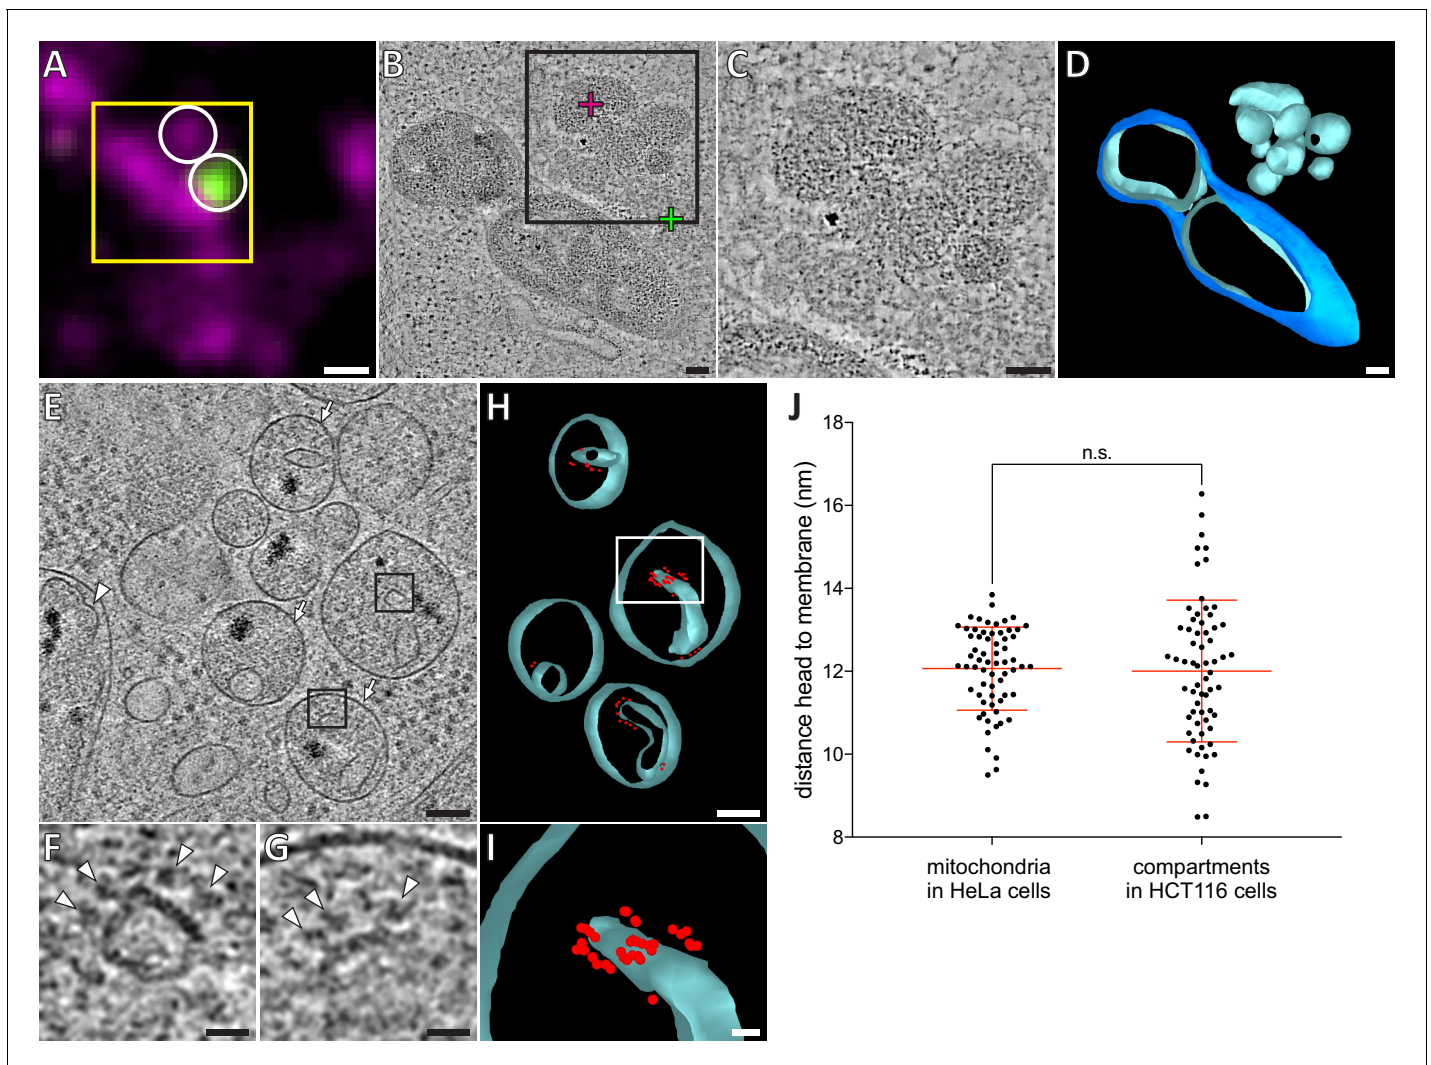 A
B
C
D
E
H
J
F
G
I
18
16
14
12
10
8
distance head to membrane (nm)
n.s.
mitochondria
in HeLa cells
compartments
in HCT116 cells